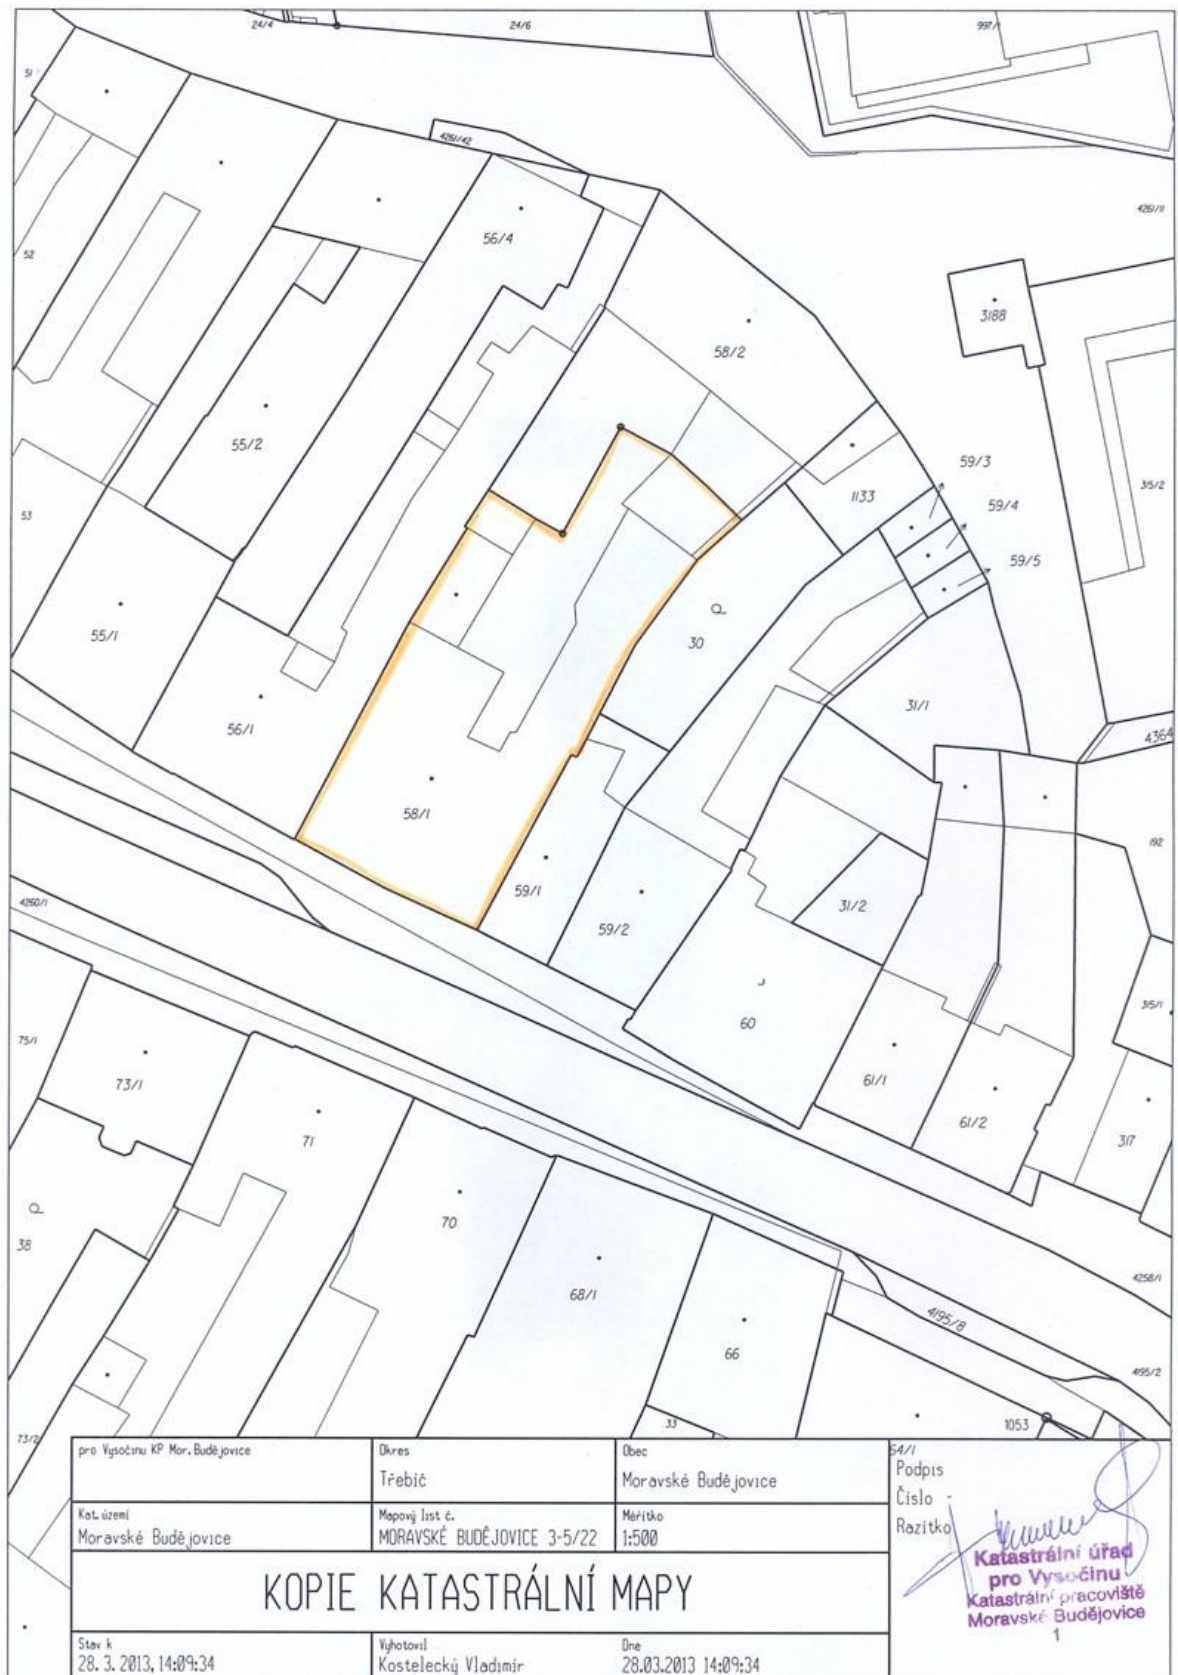 24/4
24/6
997/1
51
4261/42
4261/11
56/4
52
3188
58/2
55/2
59/3
1133
315/2
59/4
53
59/5
30
55/1
31/1
56/1
4364
58/1
192
59/1
31/2
4260/1
59/2
315/1
60
75/1
73/1
61/1
71
61/2
317
38
70
4258/1
68/1
4195/8
66
4195/2
33
1053
73/2
pro Vysočinu KP Mor. Budějovice
Okres
Třebíč
Obec
Moravské Budějovice
54/1
Podpis
Číslo -
Razítko
Kat. území
Moravské Budějovice
Mapový list č.
MORAVSKÉ BUDĚJOVICE 3-5/22
Měřítko
1:500
KOPIE KATASTRÁLNÍ MAPY
Katastrální úřad
pro Vysočinu
Katastrální pracoviště
Moravské Budějovice
1
Stav k
28. 3. 2013, 14:09:34
Vyhotovil
Kostelecký Vladimír
Dne
28.03.2013 14:09:34